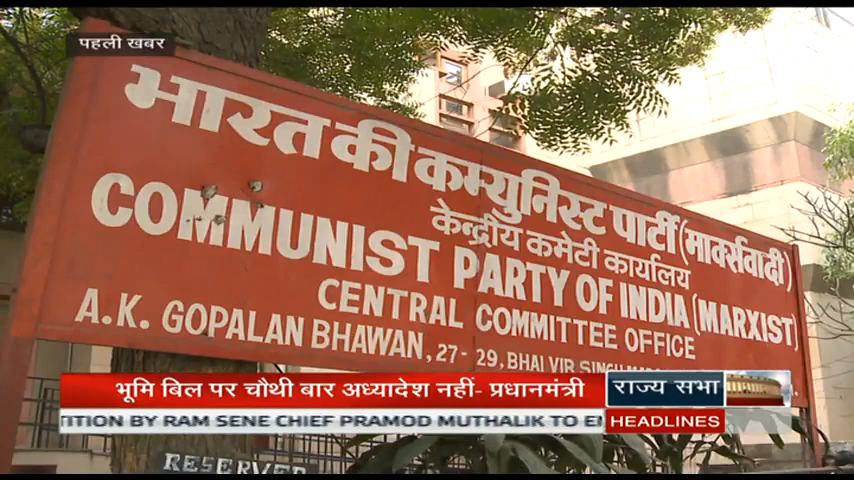 पहली खबर
भारत की कम्युनिस्ट पार्टी (मार्क्सवादी)
केन्द्रीय कमेटी कार्यालय
COMMUNIST PARTY OF INDIA (MARXIST)
CENTRAL COMMITTEE OFFICE
A.K. GOPALAN BHAWAN, 27-29, BHAI VIR SINGH
भूमि बिल पर चौथी बार अध्यादेश नहीं- प्रधानमंत्री
राज्य सभा
TITION BY RAM SENE CHIEF PRAMOD MUTHALIK TO E
HEADLINES
RESERVED